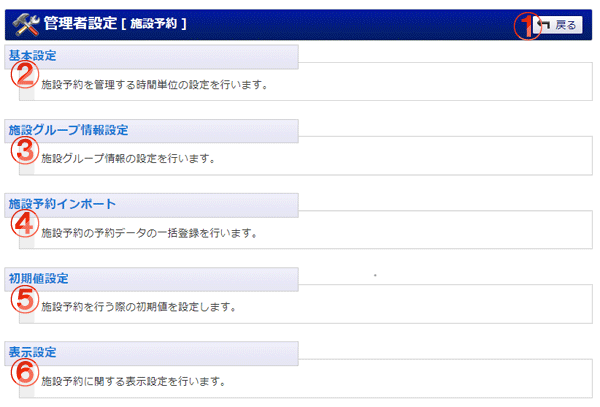 管理者設定 [ 施設予約 ]
① 戻る
基本設定
② 施設予約を管理する時間単位の設定を行います。
施設グループ情報設定
③ 施設グループ情報の設定を行います。
施設予約インポート
④ 施設予約の予約データの一括登録を行います。
初期値設定
⑤ 施設予約を行う際の初期値を設定します。
表示設定
⑥ 施設予約に関する表示設定を行います。